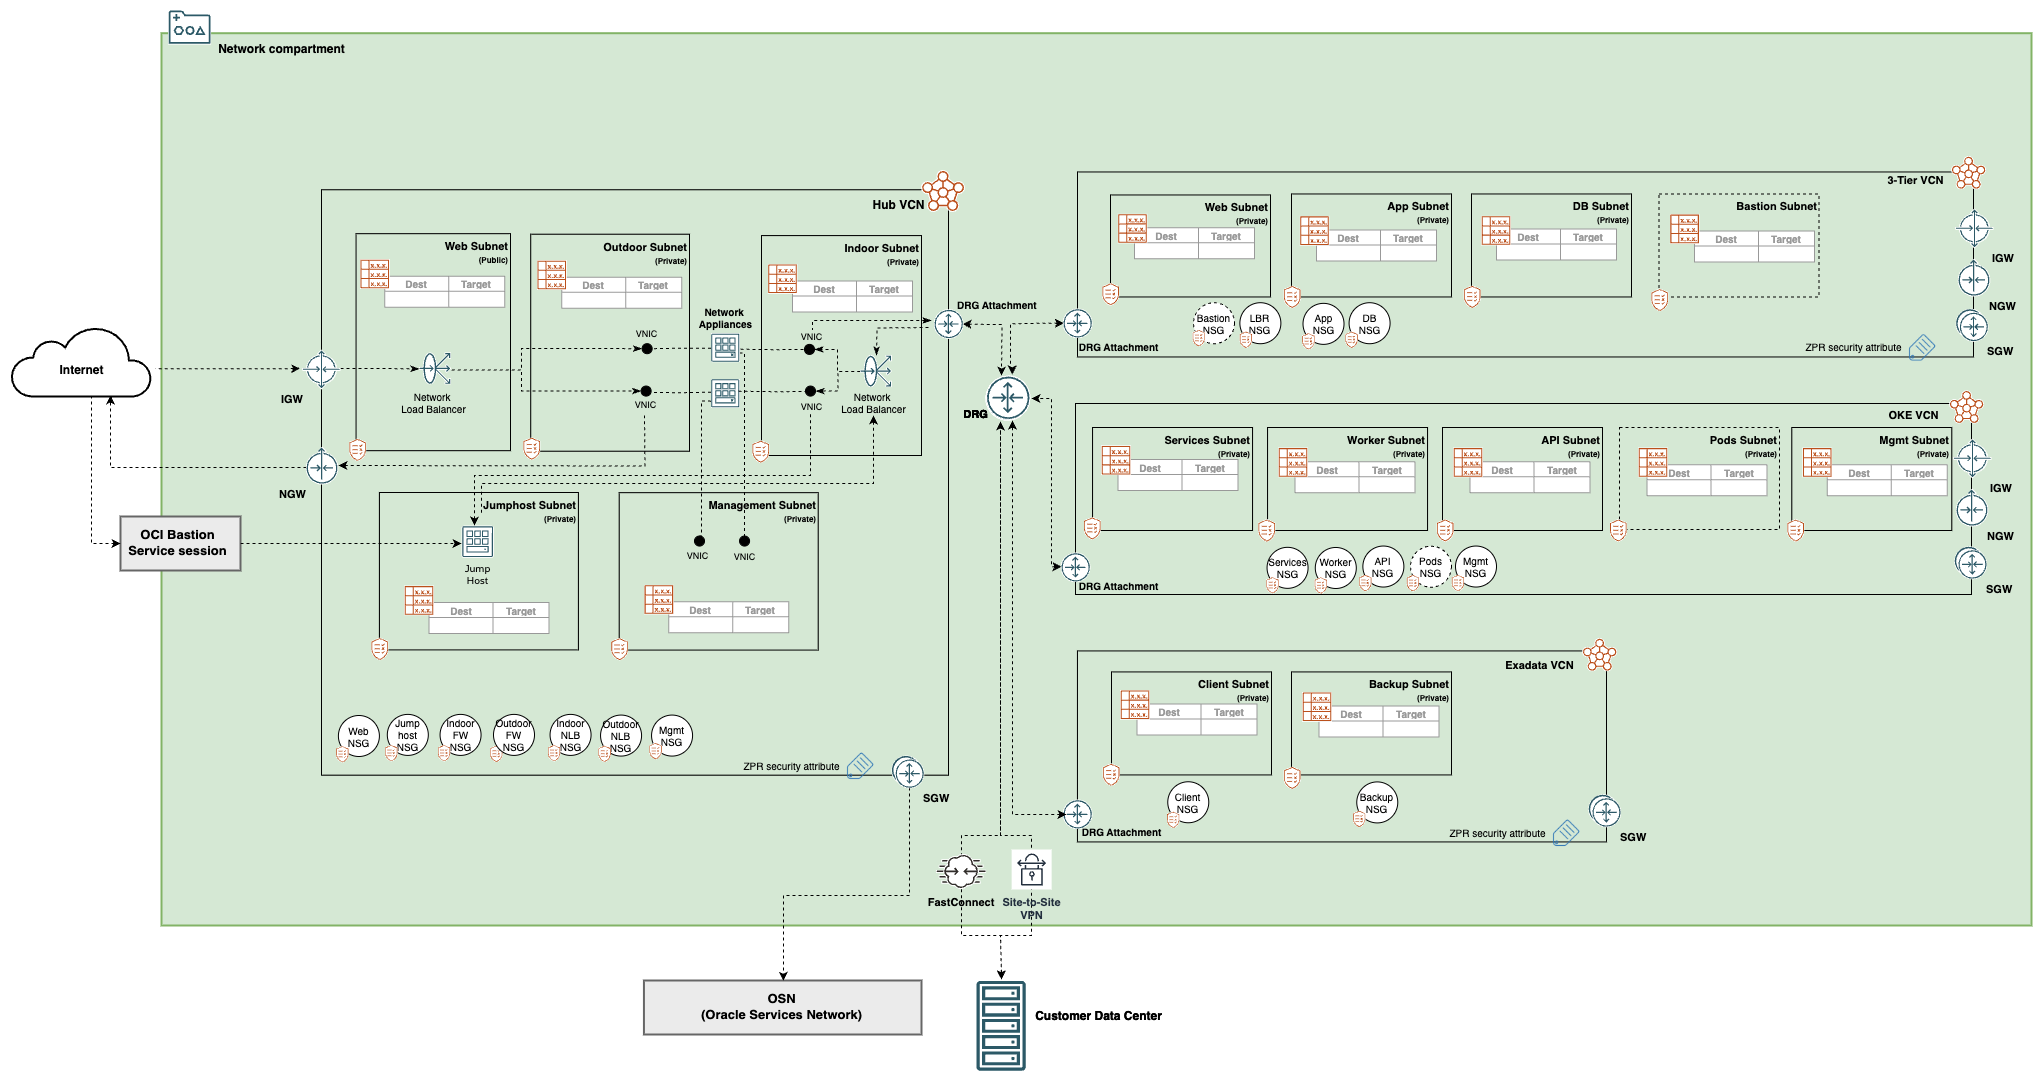 Network compartment
Internet
OCI Bastion
Service session
IGW
NGW
Hub VCN
Web Subnet
(Public)
Dest Target
Network
Load Balancer
Outdoor Subnet
(Private)
Dest Target
VNIC
VNIC
Network
Appliances
Indoor Subnet
(Private)
Dest Target
VNIC
VNIC
Network
Load Balancer
Jumphost Subnet
(Private)
Jump
Host
Dest Target
Management Subnet
(Private)
VNIC
VNIC
Dest Target
Web
NSG
Jump
host
NSG
Indoor
FW
NSG
Outdoor
FW
NSG
Indoor
NLB
NSG
Outdoor
NLB
NSG
Mgmt
NSG
ZPR security attribute
SGW
DRG Attachment
DRG
FastConnect
Site-to-Site
VPN
OSN
(Oracle Services Network)
Customer Data Center
3-Tier VCN
Web Subnet
(Private)
Dest Target
App Subnet
(Private)
Dest Target
DB Subnet
(Private)
Dest Target
Bastion Subnet
Dest Target
Bastion
NSG
LBR
NSG
App
NSG
DB
NSG
DRG Attachment
ZPR security attribute
IGW
NGW
SGW
OKE VCN
Services Subnet
(Private)
Dest Target
Worker Subnet
(Private)
Dest Target
API Subnet
(Private)
Dest Target
Pods Subnet
(Private)
Dest Target
Mgmt Subnet
(Private)
Dest Target
Services
NSG
Worker
NSG
API
NSG
Pods
NSG
Mgmt
NSG
DRG Attachment
IGW
NGW
SGW
Exadata VCN
Client Subnet
(Private)
Dest Target
Backup Subnet
(Private)
Dest Target
Client
NSG
Backup
NSG
DRG Attachment
ZPR security attribute
SGW